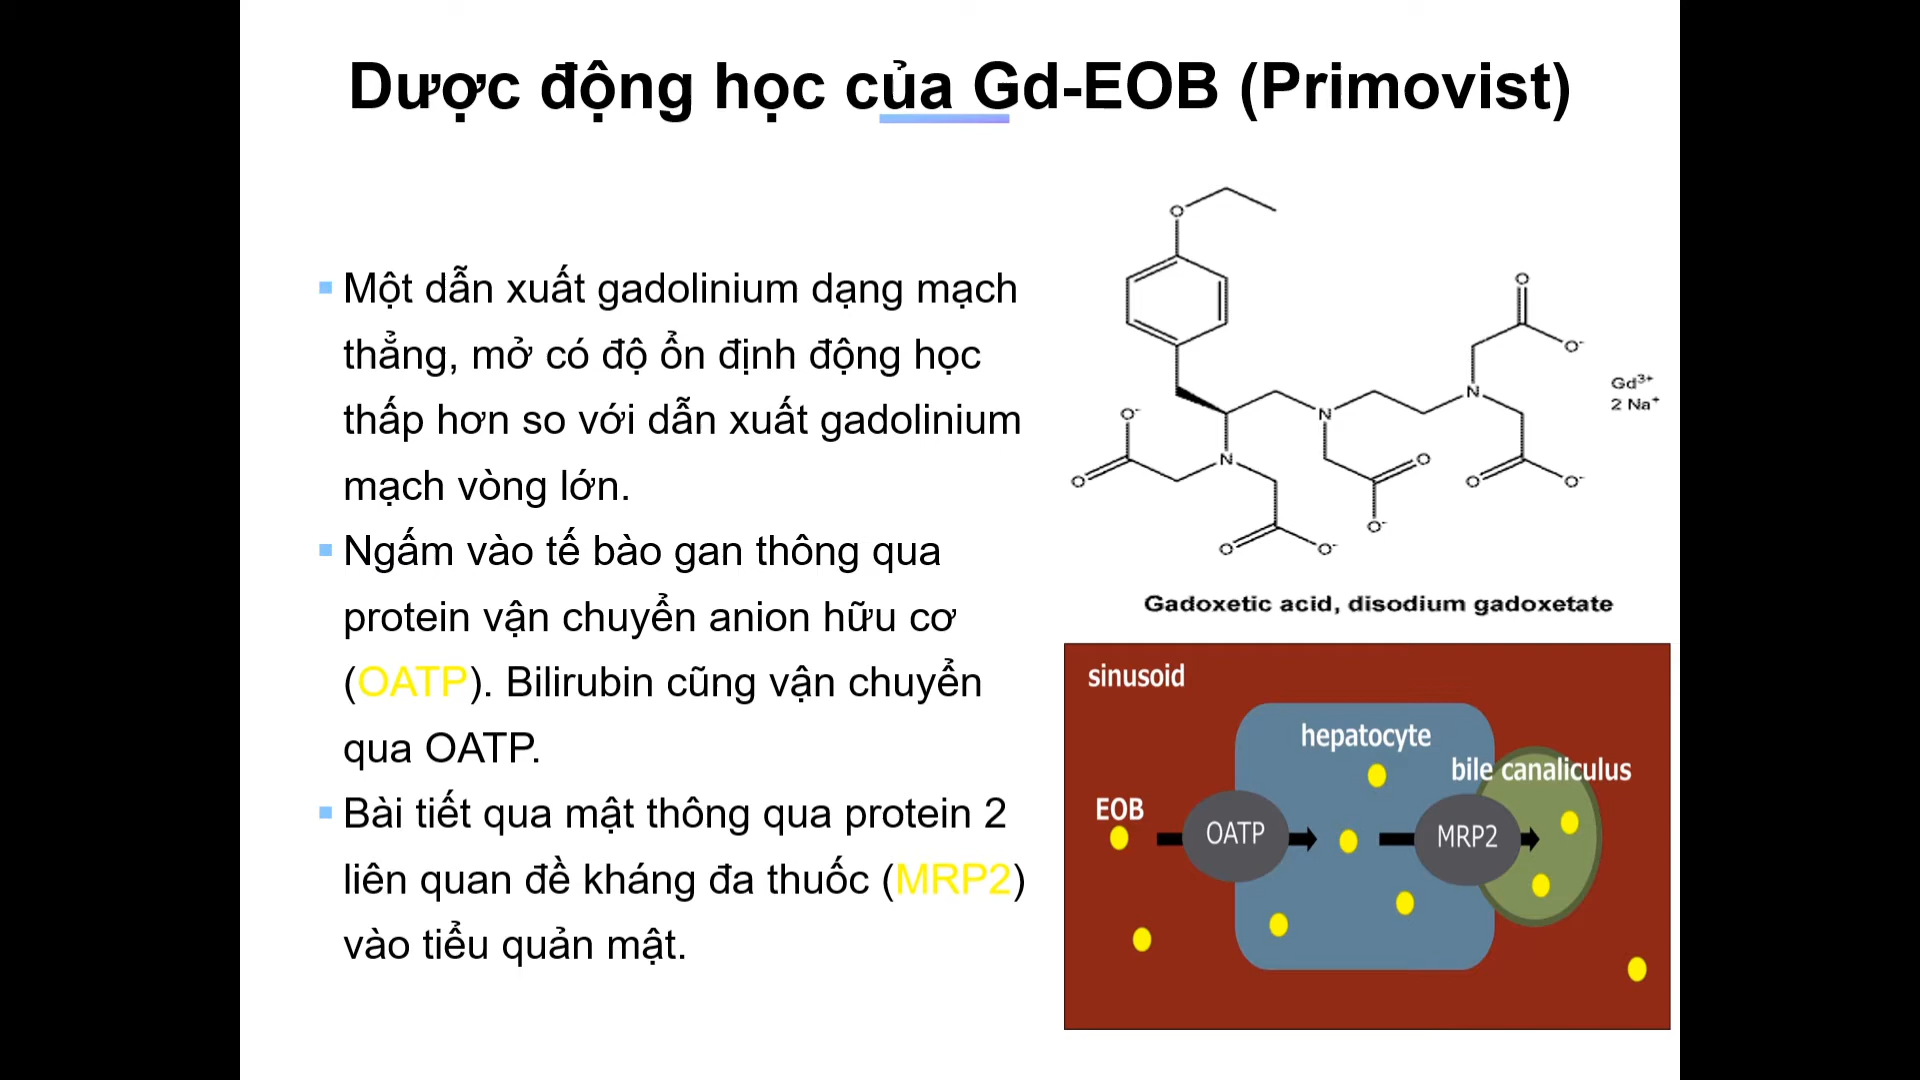 Dược động học của Gd-EOB (Primovist)
Một dẫn xuất gadolinium dạng mạch
thẳng, mở có độ ổn định động học
thấp hơn so với dẫn xuất gadolinium
mạch vòng lớn.
Ngấm vào tế bào gan thông qua
protein vận chuyển anion hữu cơ
(OATP). Bilirubin cũng vận chuyển
qua OATP.
Bài tiết qua mật thông qua protein 2
liên quan đề kháng đa thuốc (MRP2)
vào tiểu quản mật.
O
O
O⁻
Gd³⁺
2 Na⁺
N
O⁻
N
N
O
O
O
O⁻
O⁻
O
O⁻
Gadoxetic acid, disodium gadoxetate
sinusoid
hepatocyte
bile canaliculus
EOB
OATP
MRP2